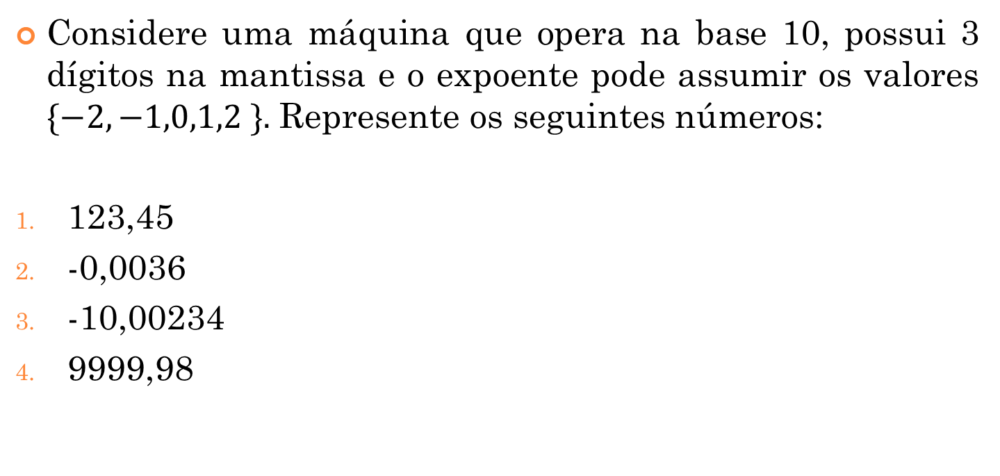 Considere uma máquina que opera na base 10, possui 3
dígitos na mantissa e o expoente pode assumir os valores
{−2, −1,0,1,2 }. Represente os seguintes números:
1. 123,45
2. -0,0036
3. -10,00234
4. 9999,98